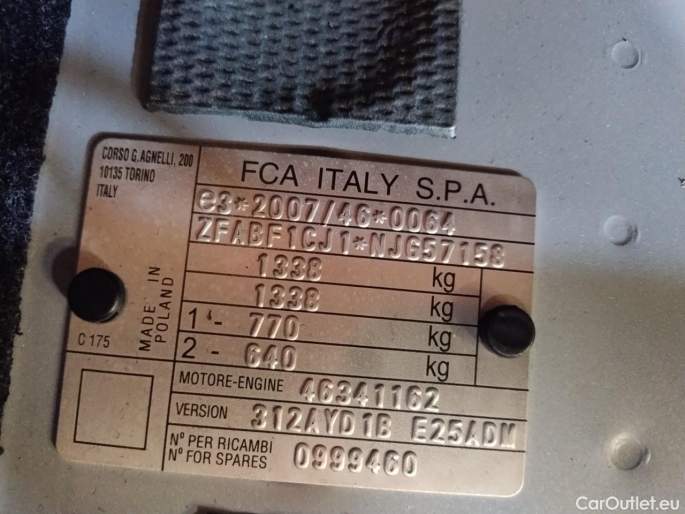 CORSO G. AGNELLI, 200
10135 TORINO
ITALY
FCA ITALY S.P.A.
e3*2007/46*0064
ZFABF1CJ1*NJG57158
1338 kg
1338 kg
1 - 770 kg
2 - 640 kg
MADE IN
POLAND
C 175
MOTORE-ENGINE 46341162
VERSION 312AYD1B E25ADM
N° PER RICAMBI
N° FOR SPARES 0999460
CarOutlet.eu